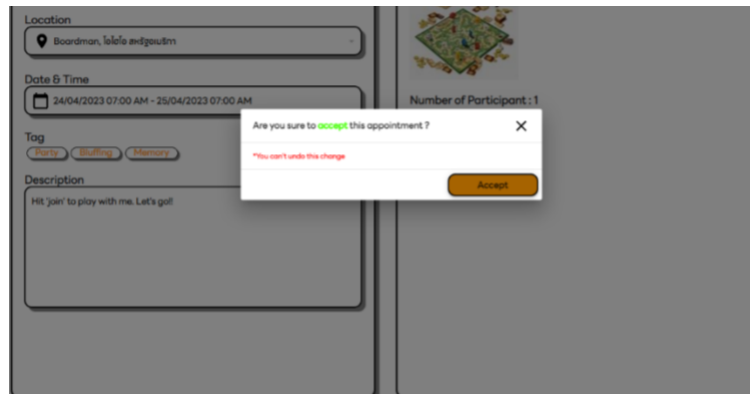 Location
Boardman, โอไฮโอ สหรัฐอเมริกา
Date & Time
24/04/2023 07:00 AM - 25/04/2023 07:00 AM
Tag
Party
Bluffing
Memory
Description
Hit 'join' to play with me. Let's go!!
Number of Participant : 1
Are you sure to accept this appointment ?
*You can't undo this change
Accept